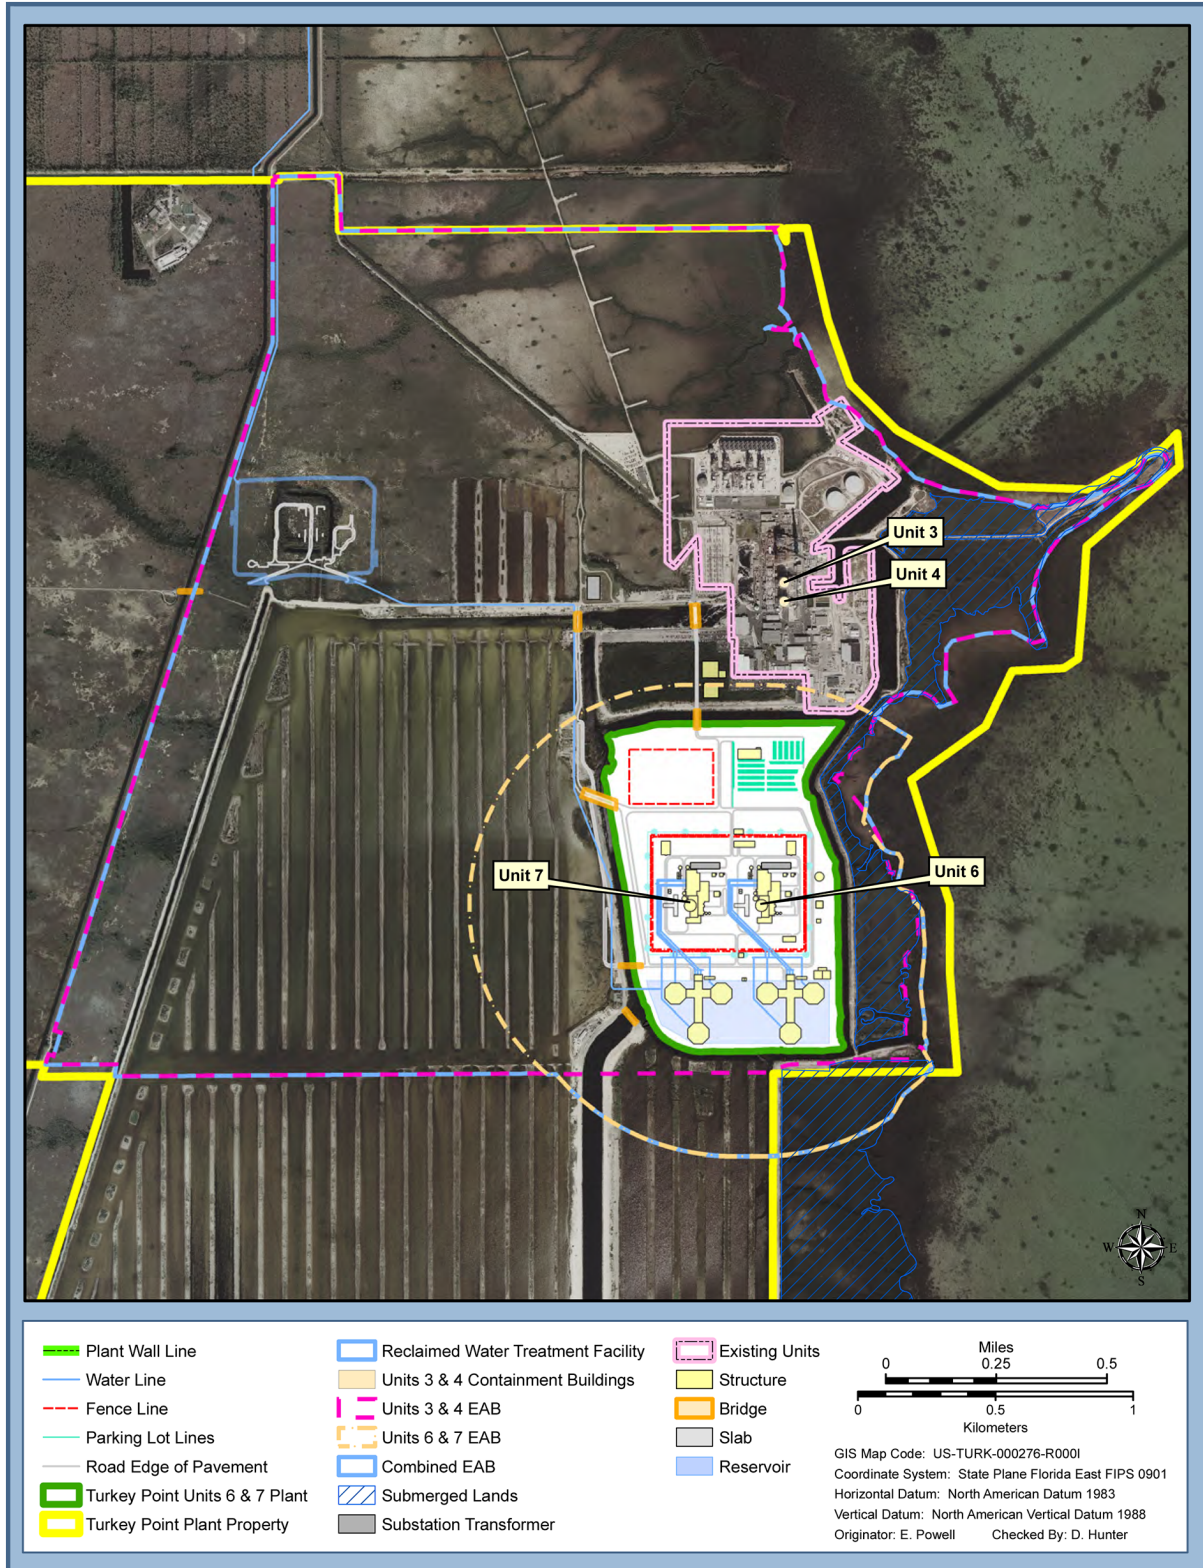 Unit 3
Unit 4
Unit 7
Unit 6
N
W E
S
Plant Wall Line
Water Line
Fence Line
Parking Lot Lines
Road Edge of Pavement
Turkey Point Units 6 & 7 Plant
Turkey Point Plant Property
Reclaimed Water Treatment Facility
Units 3 & 4 Containment Buildings
Units 3 & 4 EAB
Units 6 & 7 EAB
Combined EAB
Submerged Lands
Substation Transformer
Existing Units
Structure
Bridge
Slab
Reservoir
Miles
0 0.25 0.5
0 0.5 1
Kilometers
GIS Map Code: US-TURK-000276-R000I
Coordinate System: State Plane Florida East FIPS 0901
Horizontal Datum: North American Datum 1983
Vertical Datum: North American Vertical Datum 1988
Originator: E. Powell Checked By: D. Hunter